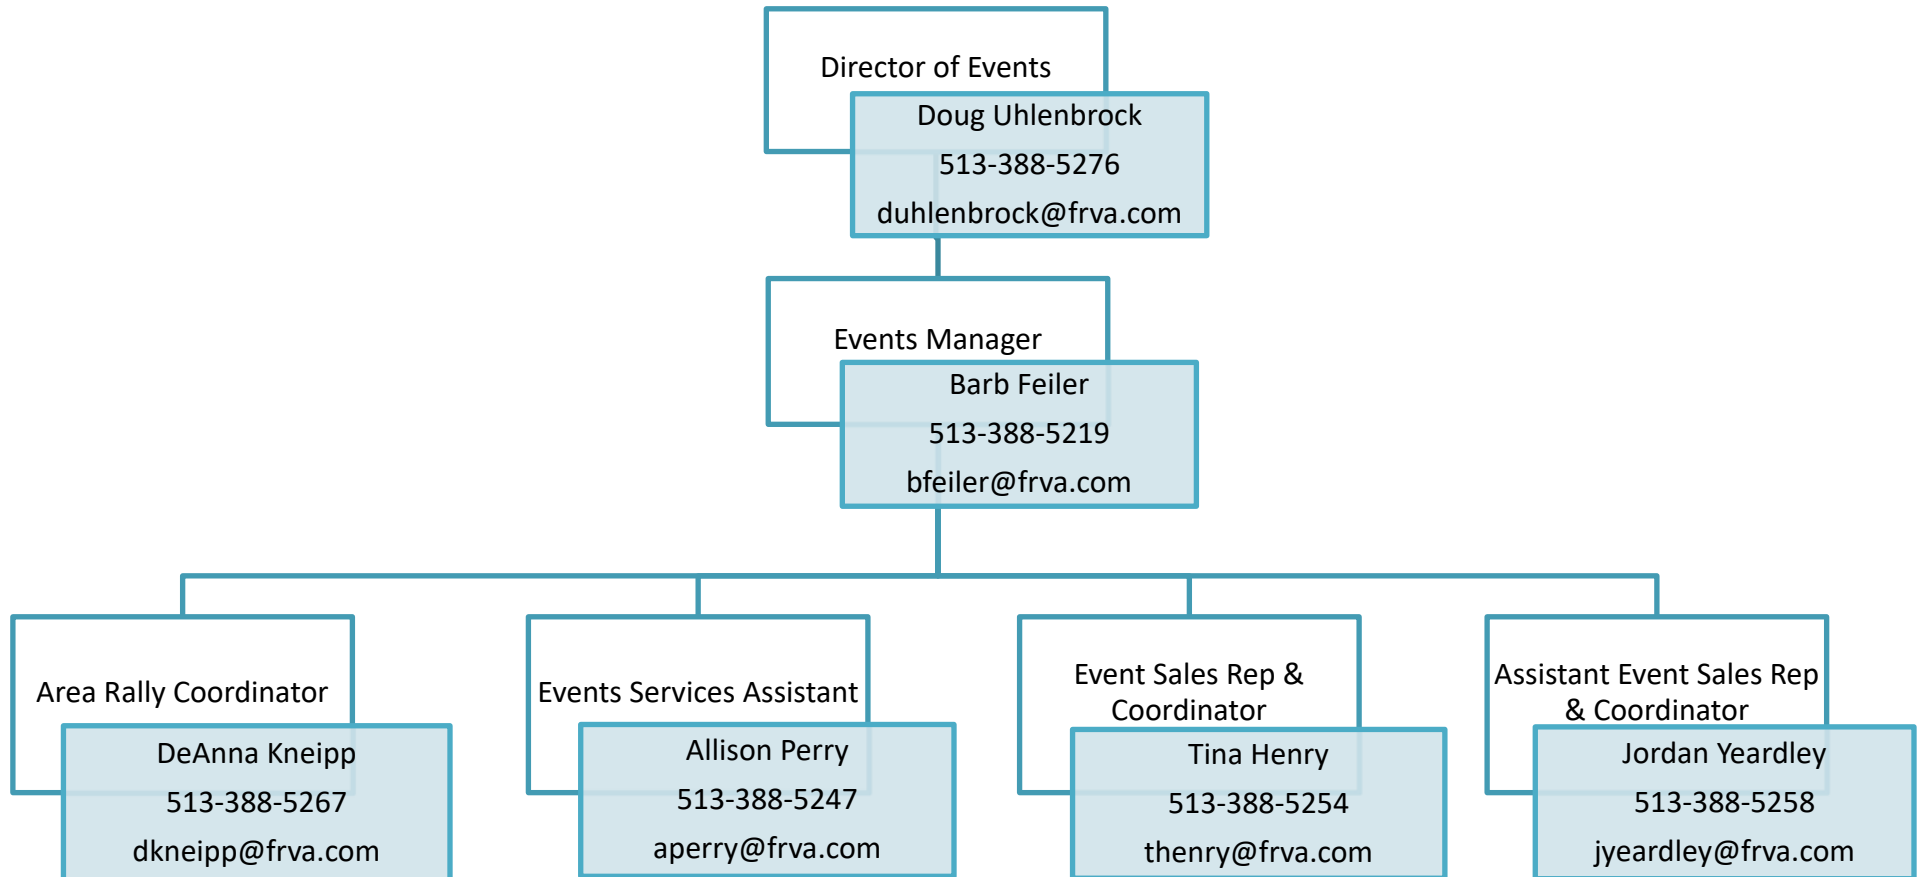 Director of Events
Doug Uhlenbrock
513-388-5276
duhlenbrock@frva.com
Events Manager
Barb Feiler
513-388-5219
bfeiler@frva.com
Area Rally Coordinator
DeAnna Kneipp
513-388-5267
dkneipp@frva.com
Events Services Assistant
Allison Perry
513-388-5247
aperry@frva.com
Event Sales Rep &
Coordinator
Tina Henry
513-388-5254
thenry@frva.com
Assistant Event Sales Rep
& Coordinator
Jordan Yeardley
513-388-5258
jyeardley@frva.com